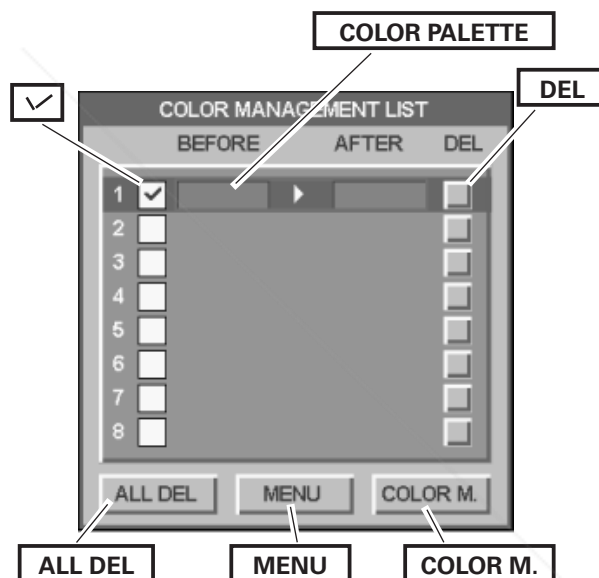 COLOR PALETTE
✓ DEL
COLOR MANAGEMENT LIST
BEFORE AFTER DEL
1
2
3
4
5
6
7
8
ALL DEL MENU COLOR M.
ALL DEL MENU COLOR M.